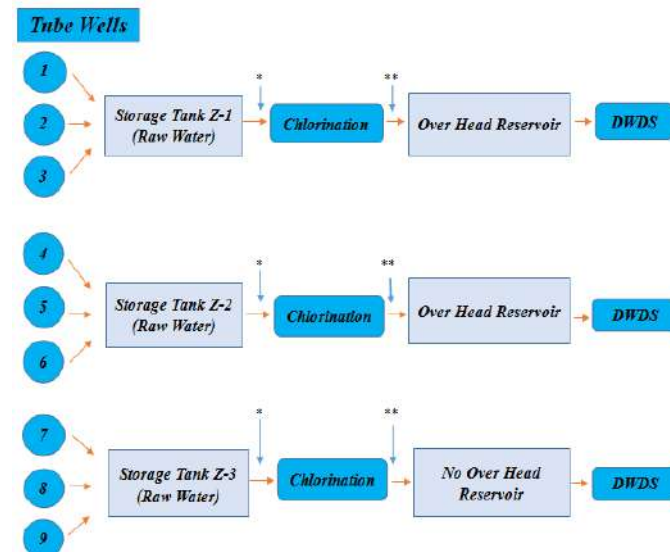 Tube Wells
1
2
3
Storage Tank Z-1
(Raw Water)
*
Chlorination
**
Over Head Reservoir
DWDS
4
5
6
Storage Tank Z-2
(Raw Water)
*
Chlorination
**
Over Head Reservoir
DWDS
7
8
9
Storage Tank Z-3
(Raw Water)
*
Chlorination
**
No Over Head
Reservoir
DWDS